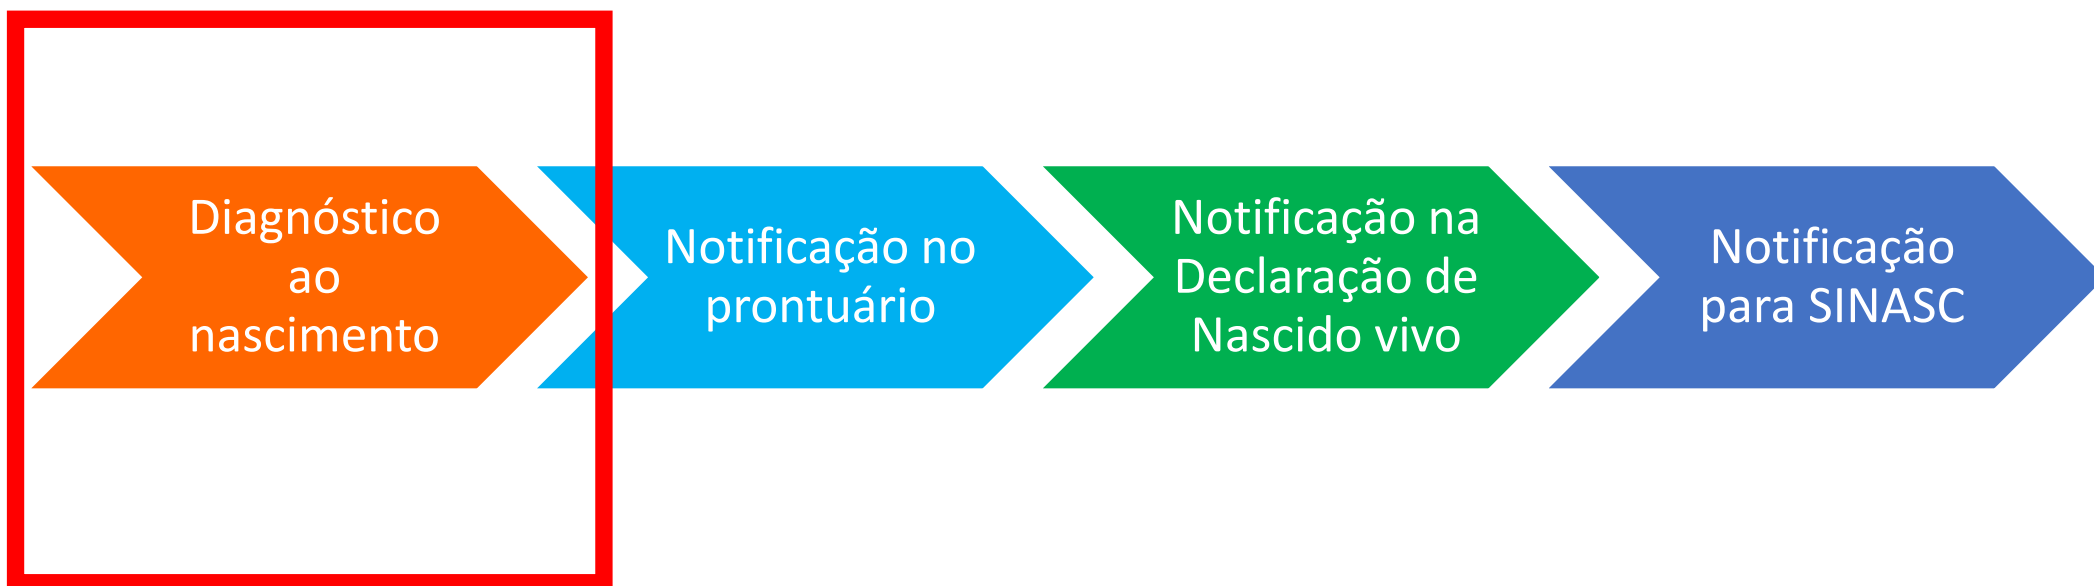 Diagnóstico
ao
nascimento
Notificação no
prontuário
Notificação na
Declaração de
Nascido vivo
Notificação
para SINASC